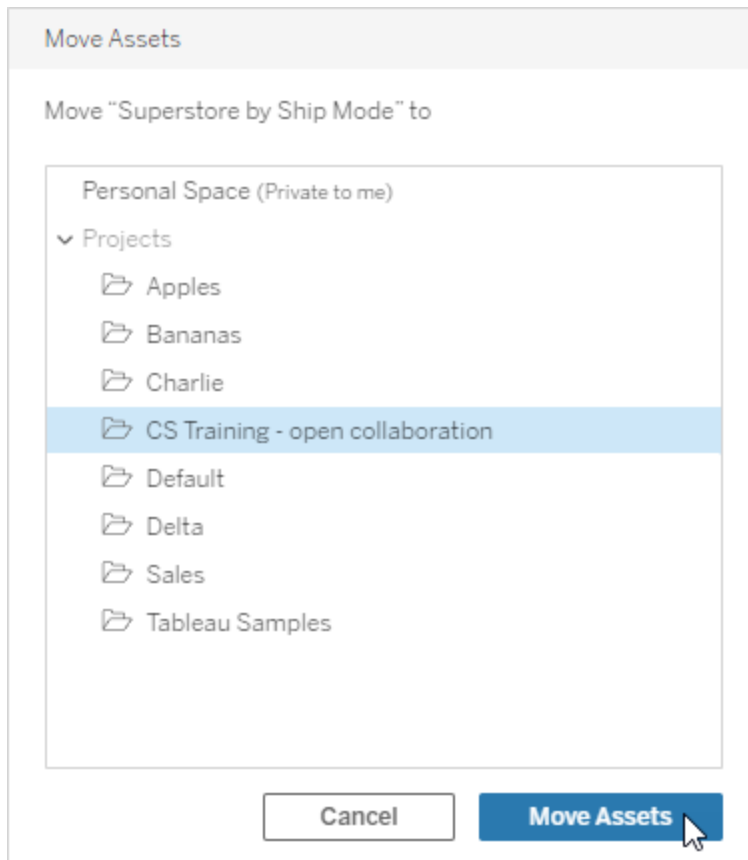 Move Assets
Move “Superstore by Ship Mode” to
Personal Space (Private to me)
Projects
Apples
Bananas
Charlie
CS Training - open collaboration
Default
Delta
Sales
Tableau Samples
Cancel
Move Assets